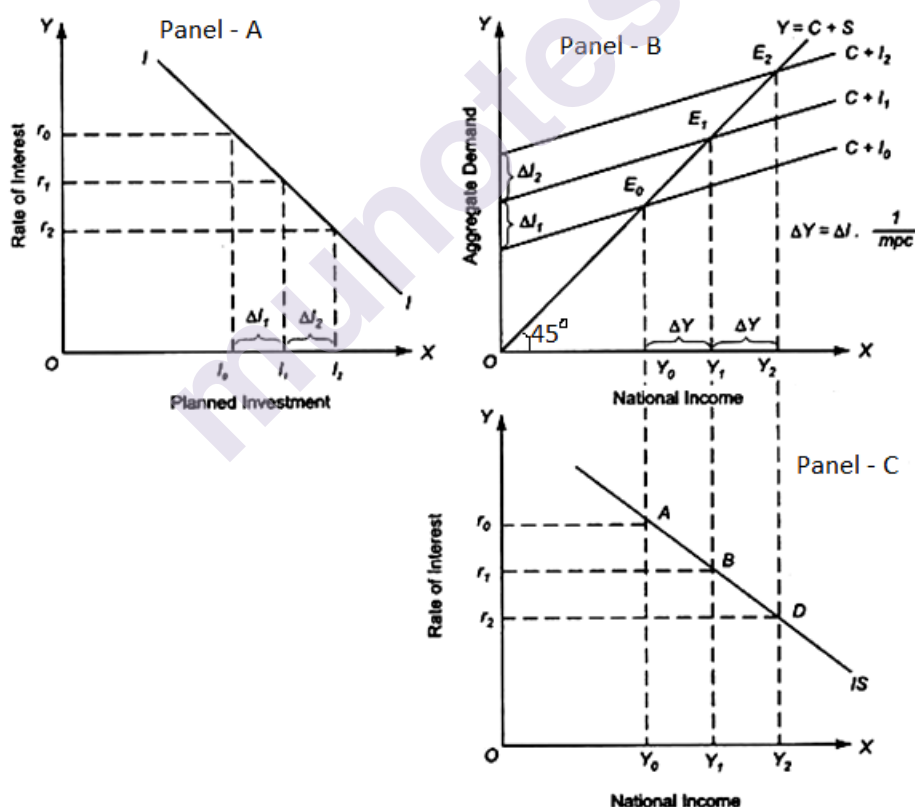 Y
Panel - A
I
r₀
r₁
r₂
Rate of Interest
ΔI₁
ΔI₂
I
O
X
I₀
I₁
I₂
Planned Investment
Y
Panel - B
Y = C + S
E₂
C + I₂
E₁
C + I₁
E₀
C + I₀
Aggregate Demand
ΔI₂
ΔI₁
ΔY = ΔI . 1/mpc
45°
ΔY
ΔY
O
X
Y₀
Y₁
Y₂
National Income
Y
Panel - C
r₀
A
r₁
B
r₂
D
Rate of Interest
IS
O
X
Y₀
Y₁
Y₂
National Income
munotes